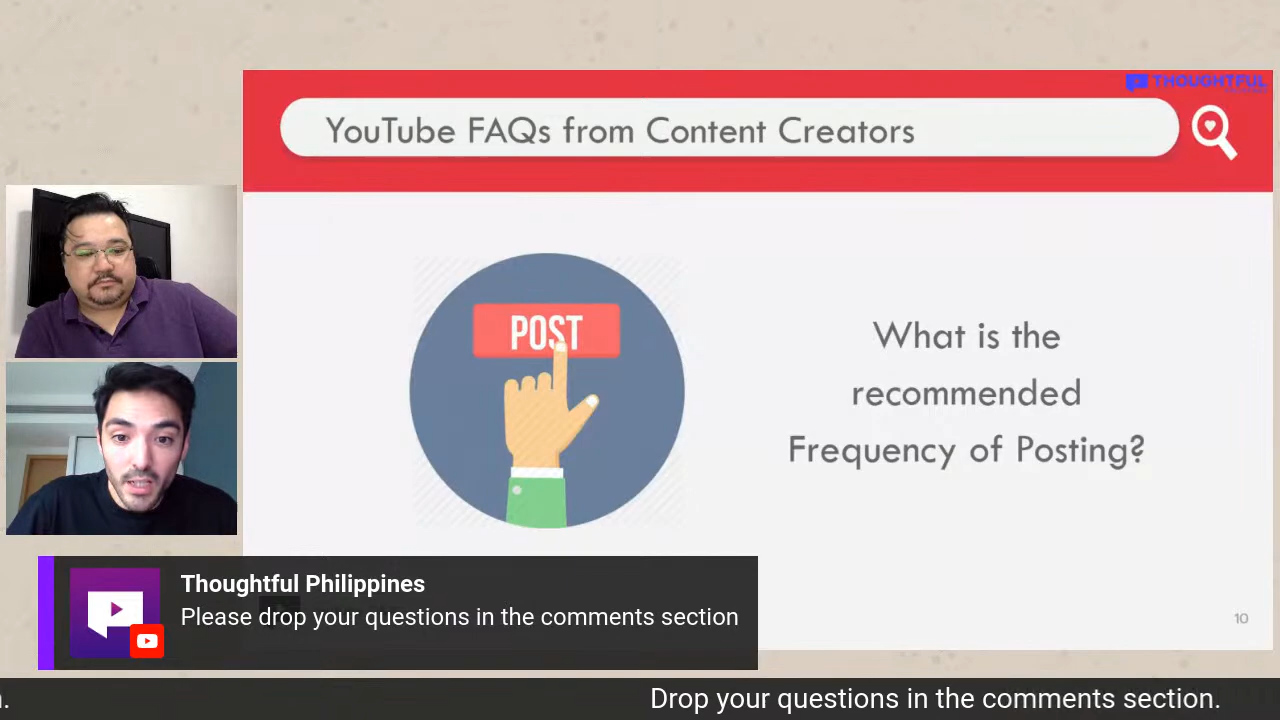 THOUGHTFUL
YouTube FAQs from Content Creators
POST
What is the
recommended
Frequency of Posting?
Thoughtful Philippines
Please drop your questions in the comments section
10
n.
Drop your questions in the comments section.